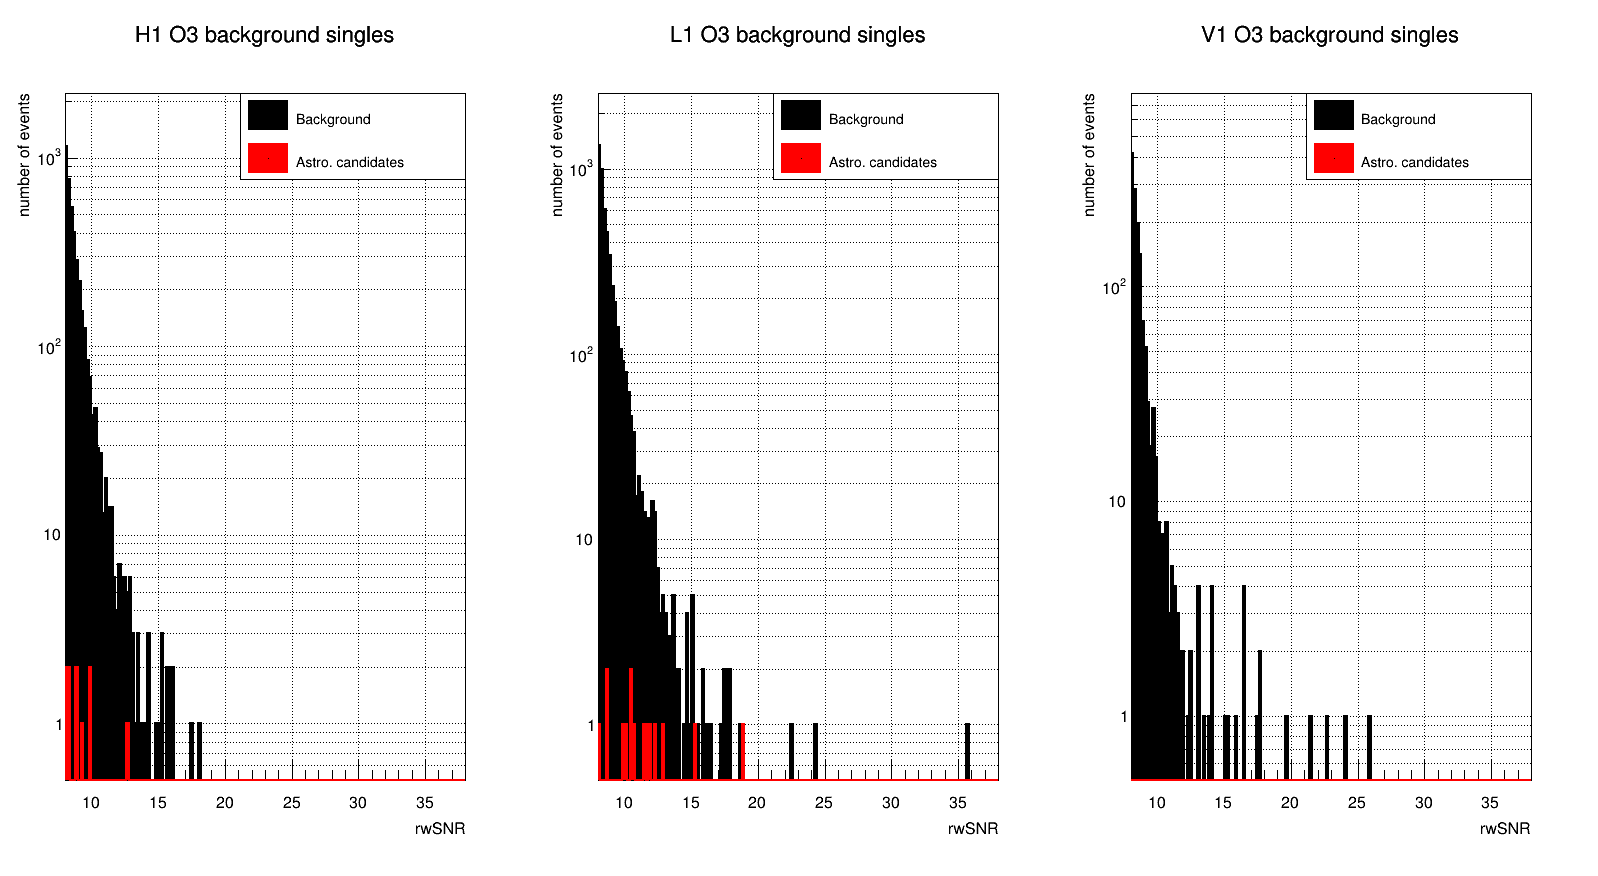 H1 O3 background singles
number of events
Background
Astro. candidates
10³
10²
10
1
10 15 20 25 30 35
rwSNR
L1 O3 background singles
number of events
Background
Astro. candidates
10³
10²
10
1
10 15 20 25 30 35
rwSNR
V1 O3 background singles
number of events
Background
Astro. candidates
10²
10
1
10 15 20 25 30 35
rwSNR